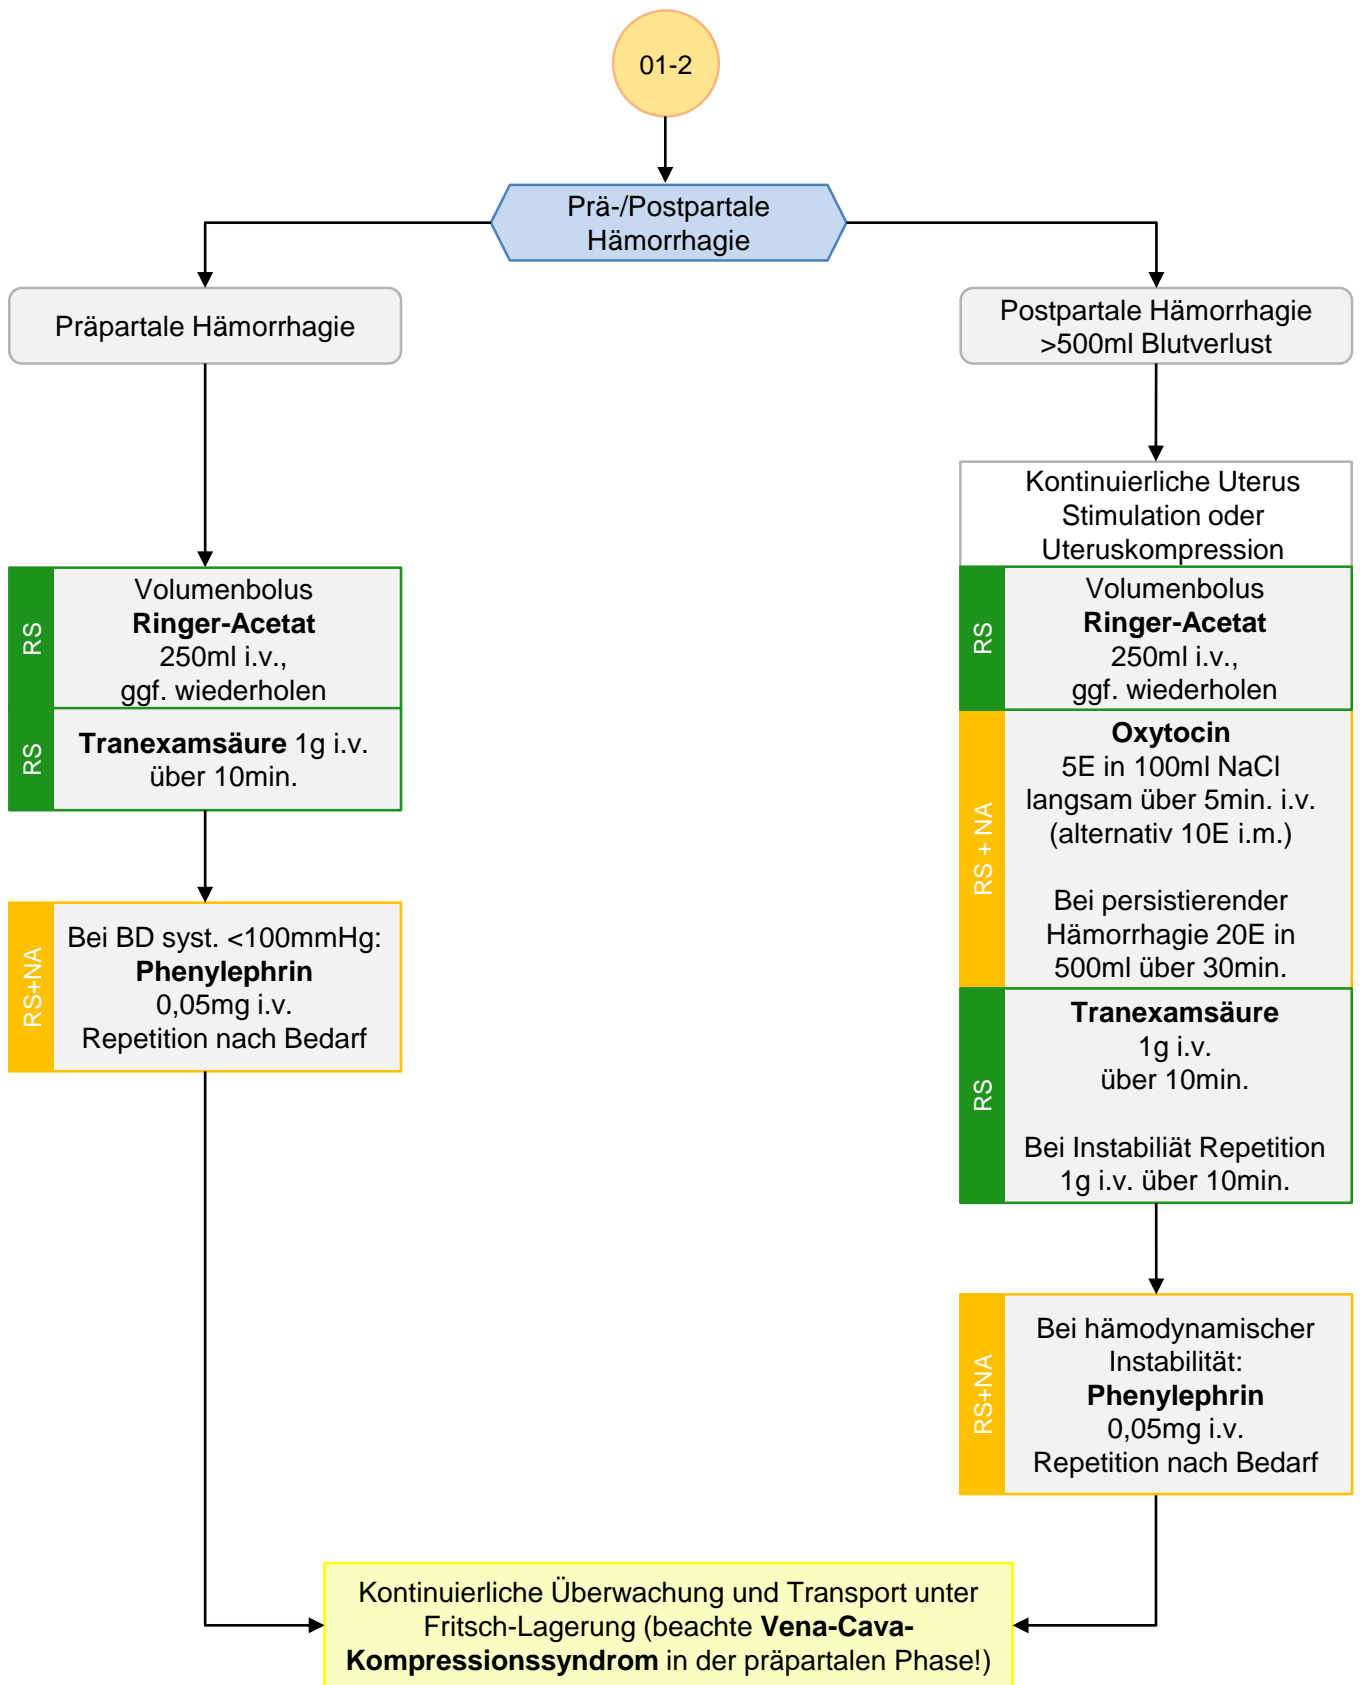 01-2
Prä-/Postpartale
Hämorrhagie
Präpartale Hämorrhagie
RS
Volumenbolus
Ringer-Acetat
250ml i.v.,
ggf. wiederholen
RS
Tranexamsäure 1g i.v.
über 10min.
RS+NA
Bei BD syst. <100mmHg:
Phenylephrin
0,05mg i.v.
Repetition nach Bedarf
Postpartale Hämorrhagie
>500ml Blutverlust
Kontinuierliche Uterus
Stimulation oder
Uteruskompression
RS
Volumenbolus
Ringer-Acetat
250ml i.v.,
ggf. wiederholen
RS + NA
Oxytocin
5E in 100ml NaCl
langsam über 5min. i.v.
(alternativ 10E i.m.)
Bei persistierender
Hämorrhagie 20E in
500ml über 30min.
RS
Tranexamsäure
1g i.v.
über 10min.
Bei Instabiliät Repetition
1g i.v. über 10min.
RS+NA
Bei hämodynamischer
Instabilität:
Phenylephrin
0,05mg i.v.
Repetition nach Bedarf
Kontinuierliche Überwachung und Transport unter
Fritsch-Lagerung (beachte Vena-Cava-
Kompressionssyndrom in der präpartalen Phase!)